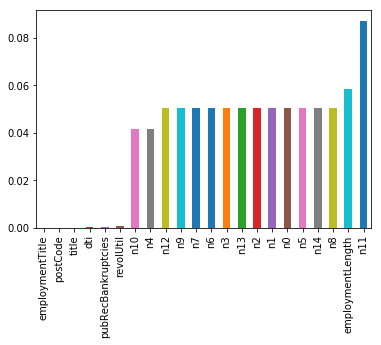 0.08
0.06
0.04
0.02
0.00
employmentTitle
postCode
title
dti
pubRecBankruptcies
revolUtil
n10
n4
n12
n9
n7
n6
n3
n13
n2
n1
n0
n5
n14
n8
employmentLength
n11